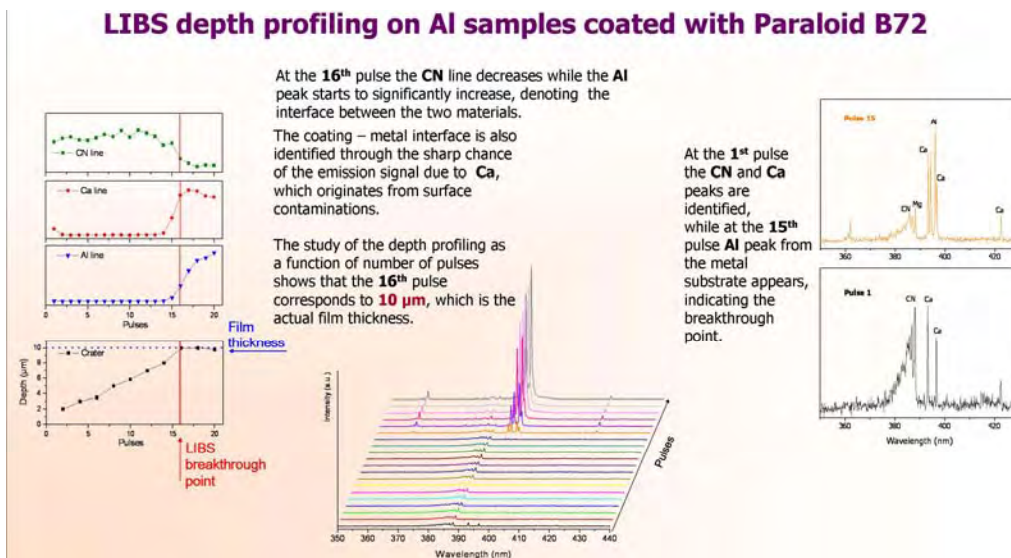 LIBS depth profiling on Al samples coated with Paraloid B72
At the 16th pulse the CN line decreases while the Al
peak starts to significantly increase, denoting the
interface between the two materials.
The coating – metal interface is also
identified through the sharp chance
of the emission signal due to Ca,
which originates from surface
contaminations.
The study of the depth profiling as
a function of number of pulses
shows that the 16th pulse
corresponds to 10 µm, which is the
actual film thickness.
CN line
Ca line
Al line
0 5 10 15 20
Pulses
Film
thickness
Crater
Depth (µm)
10
8
6
4
2
0 5 10 15 20
Pulses
LIBS
breakthrough
point
Intensity (a.u.)
350 360 370 380 390 400 410 420 430 440
Wavelength (nm)
Pulses
At the 1st pulse
the CN and Ca
peaks are
identified,
while at the 15th
pulse Al peak from
the metal
substrate appears,
indicating the
breakthrough
point.
Pulse 15
Al
Ca
Ca
Mg
CN
Ca
360 380 400 420
Pulse 1
CN
Ca
Ca
360 380 400 420
Wavelength (nm)